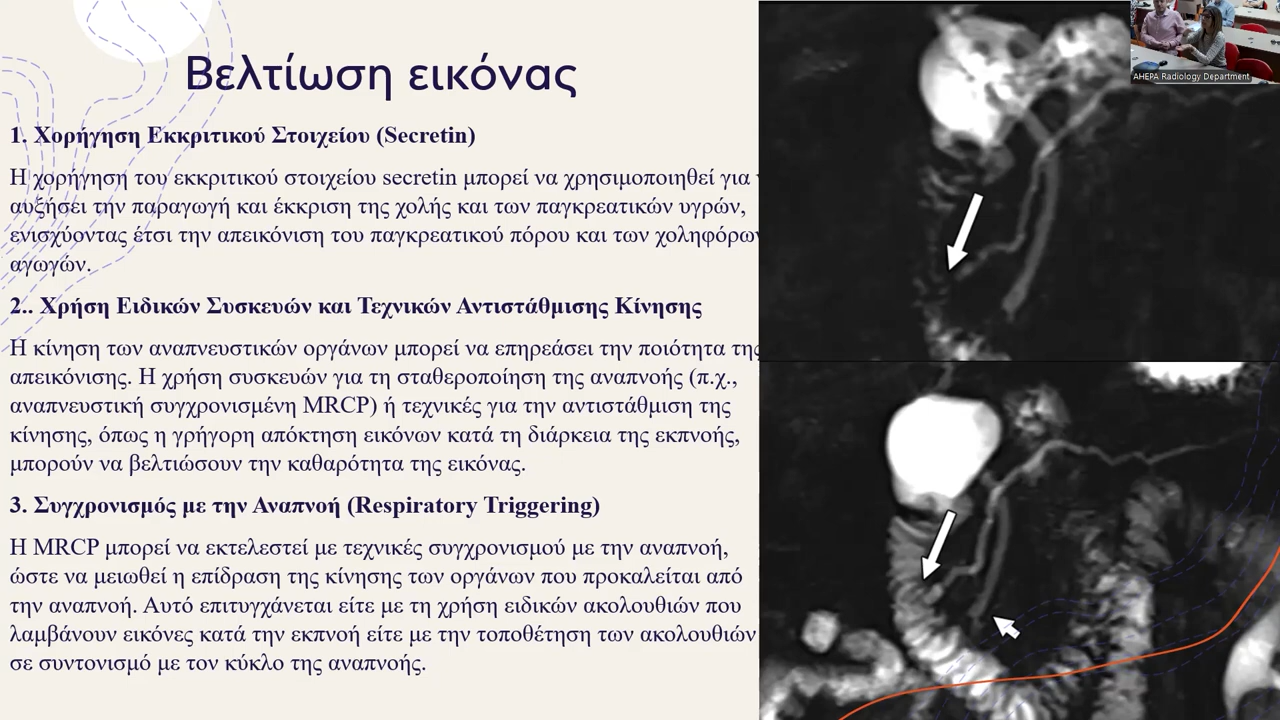 Βελτίωση εικόνας
AHEPA Radiology Department
1. Χορήγηση Εκκριτικού Στοιχείου (Secretin)
Η χορήγηση του εκκριτικού στοιχείου secretin μπορεί να χρησιμοποιηθεί για
αυξήσει την παραγωγή και έκκριση της χολής και των παγκρεατικών υγρών,
ενισχύοντας έτσι την απεικόνιση του παγκρεατικού πόρου και των χοληφόρων
αγωγών.
2.. Χρήση Ειδικών Συσκευών και Τεχνικών Αντιστάθμισης Κίνησης
Η κίνηση των αναπνευστικών οργάνων μπορεί να επηρεάσει την ποιότητα της
απεικόνισης. Η χρήση συσκευών για τη σταθεροποίηση της αναπνοής (π.χ.,
αναπνευστική συγχρονισμένη MRCP) ή τεχνικές για την αντιστάθμιση της
κίνησης, όπως η γρήγορη απόκτηση εικόνων κατά τη διάρκεια της εκπνοής,
μπορούν να βελτιώσουν την καθαρότητα της εικόνας.
3. Συγχρονισμός με την Αναπνοή (Respiratory Triggering)
Η MRCP μπορεί να εκτελεστεί με τεχνικές συγχρονισμού με την αναπνοή,
ώστε να μειωθεί η επίδραση της κίνησης των οργάνων που προκαλείται από
την αναπνοή. Αυτό επιτυγχάνεται είτε με τη χρήση ειδικών ακολουθιών που
λαμβάνουν εικόνες κατά την εκπνοή είτε με την τοποθέτηση των ακολουθιών
σε συντονισμό με τον κύκλο της αναπνοής.